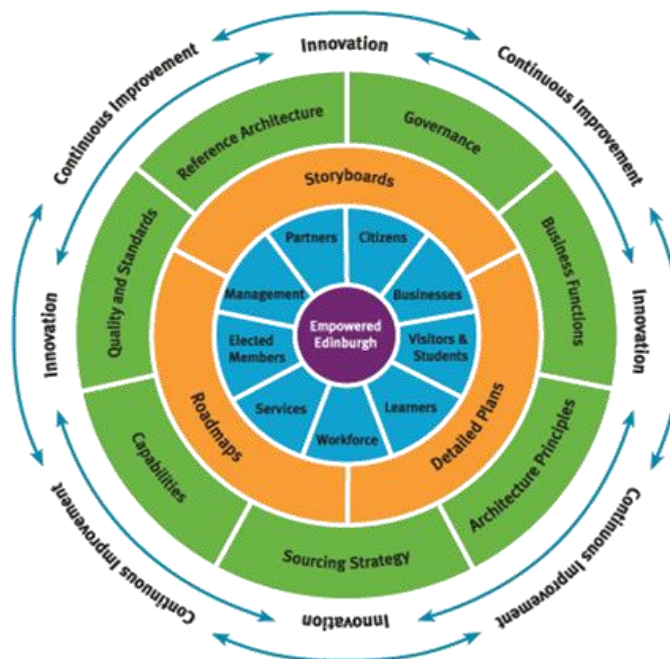 Innovation
Continuous Improvement
Innovation
Continuous Improvement
Innovation
Continuous Improvement
Innovation
Continuous Improvement
Governance
Business Functions
Architecture Principles
Sourcing Strategy
Capabilities
Quality and Standards
Reference Architecture
Storyboards
Detailed Plans
Roadmaps
Citizens
Businesses
Visitors &
Students
Learners
Workforce
Services
Elected
Members
Management
Partners
Empowered
Edinburgh